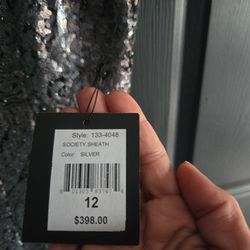 Style: 133-4048
SOCIETY SHEATH
Color: SILVER
12
$398.00